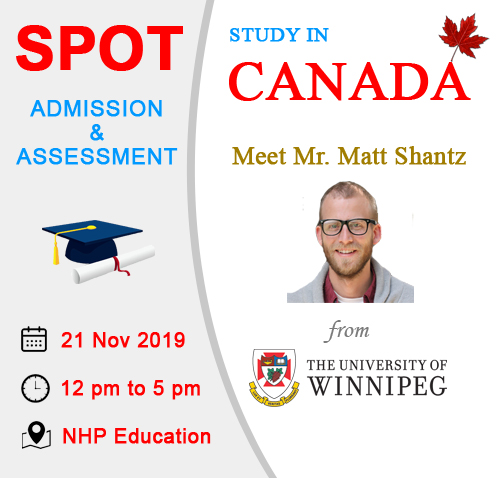 SPOT
ADMISSION
&
ASSESSMENT
21 Nov 2019
12 pm to 5 pm
NHP Education
STUDY IN
CANADA
Meet Mr. Matt Shantz
from
THE UNIVERSITY OF
WINNIPEG